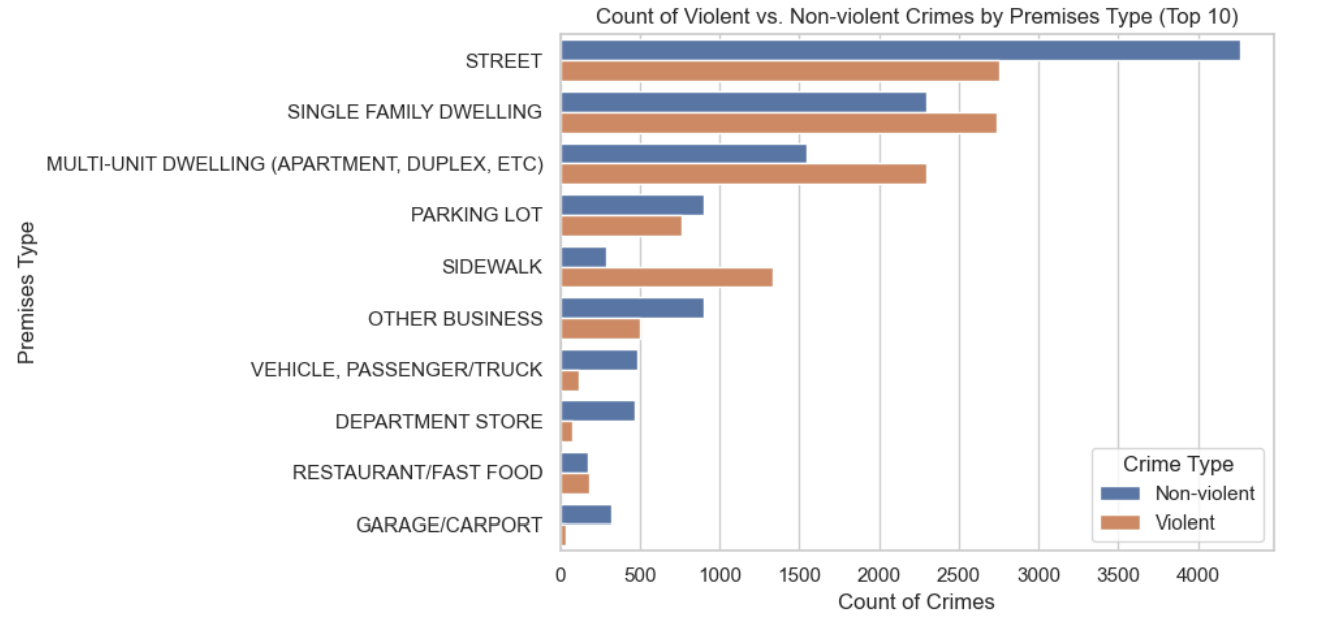 Count of Violent vs. Non-violent Crimes by Premises Type (Top 10)
Premises Type
STREET
SINGLE FAMILY DWELLING
MULTI-UNIT DWELLING (APARTMENT, DUPLEX, ETC)
PARKING LOT
SIDEWALK
OTHER BUSINESS
VEHICLE, PASSENGER/TRUCK
DEPARTMENT STORE
RESTAURANT/FAST FOOD
GARAGE/CARPORT
Crime Type
Non-violent
Violent
0 500 1000 1500 2000 2500 3000 3500 4000
Count of Crimes